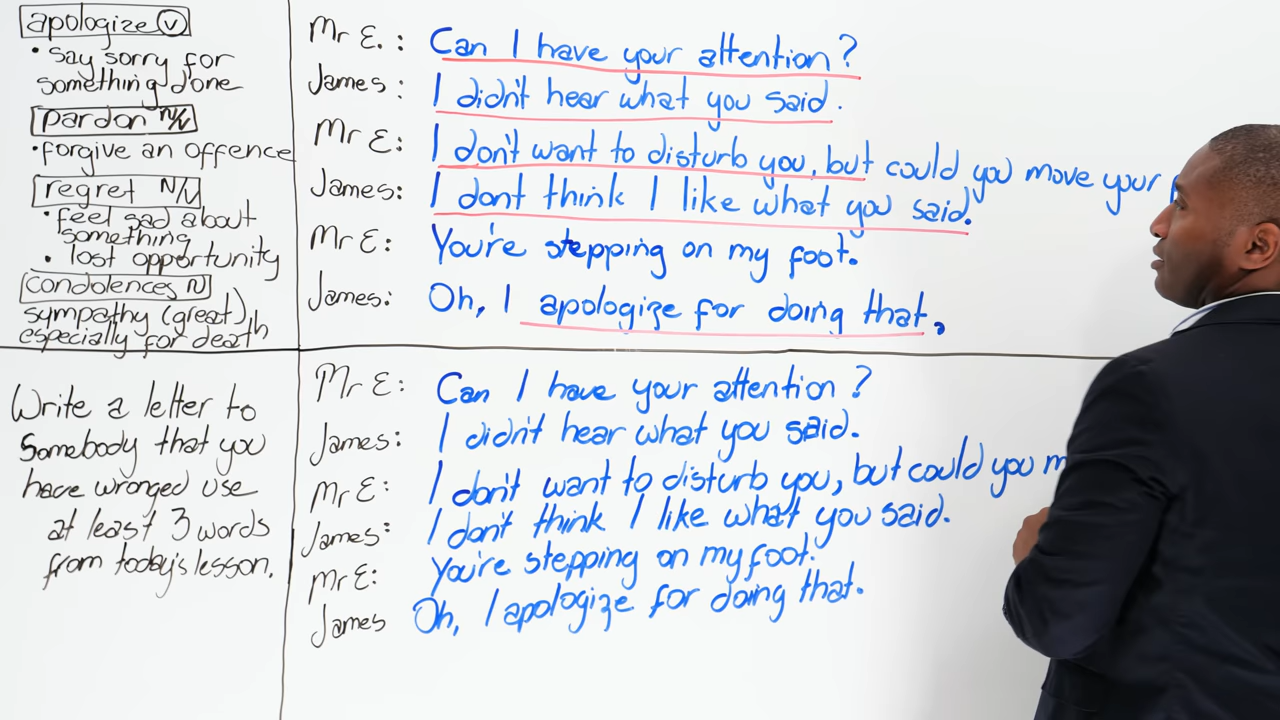 apologize v
• say sorry for
something done
pardon N/V
• forgive an offence
regret N/V
• feel sad about
something
• lost opportunity
condolences N
sympathy (great),
especially for death
Write a letter to
Somebody that you
have wronged use
at least 3 words
from today's lesson.
Mr E. : Can I have your attention?
James : I didn't hear what you said.
Mr E: I don't want to disturb you, but could you move your
James: I dont think I like what you said.
Mr E: You're stepping on my foot.
James: Oh, I apologize for doing that.
Mr E: Can I have your attention?
James: I didn't hear what you said.
Mr E: I don't want to disturb you, but could you
James: I don't think I like what you said.
Mr E: You're stepping on my foot.
James Oh, I apologize for doing that.